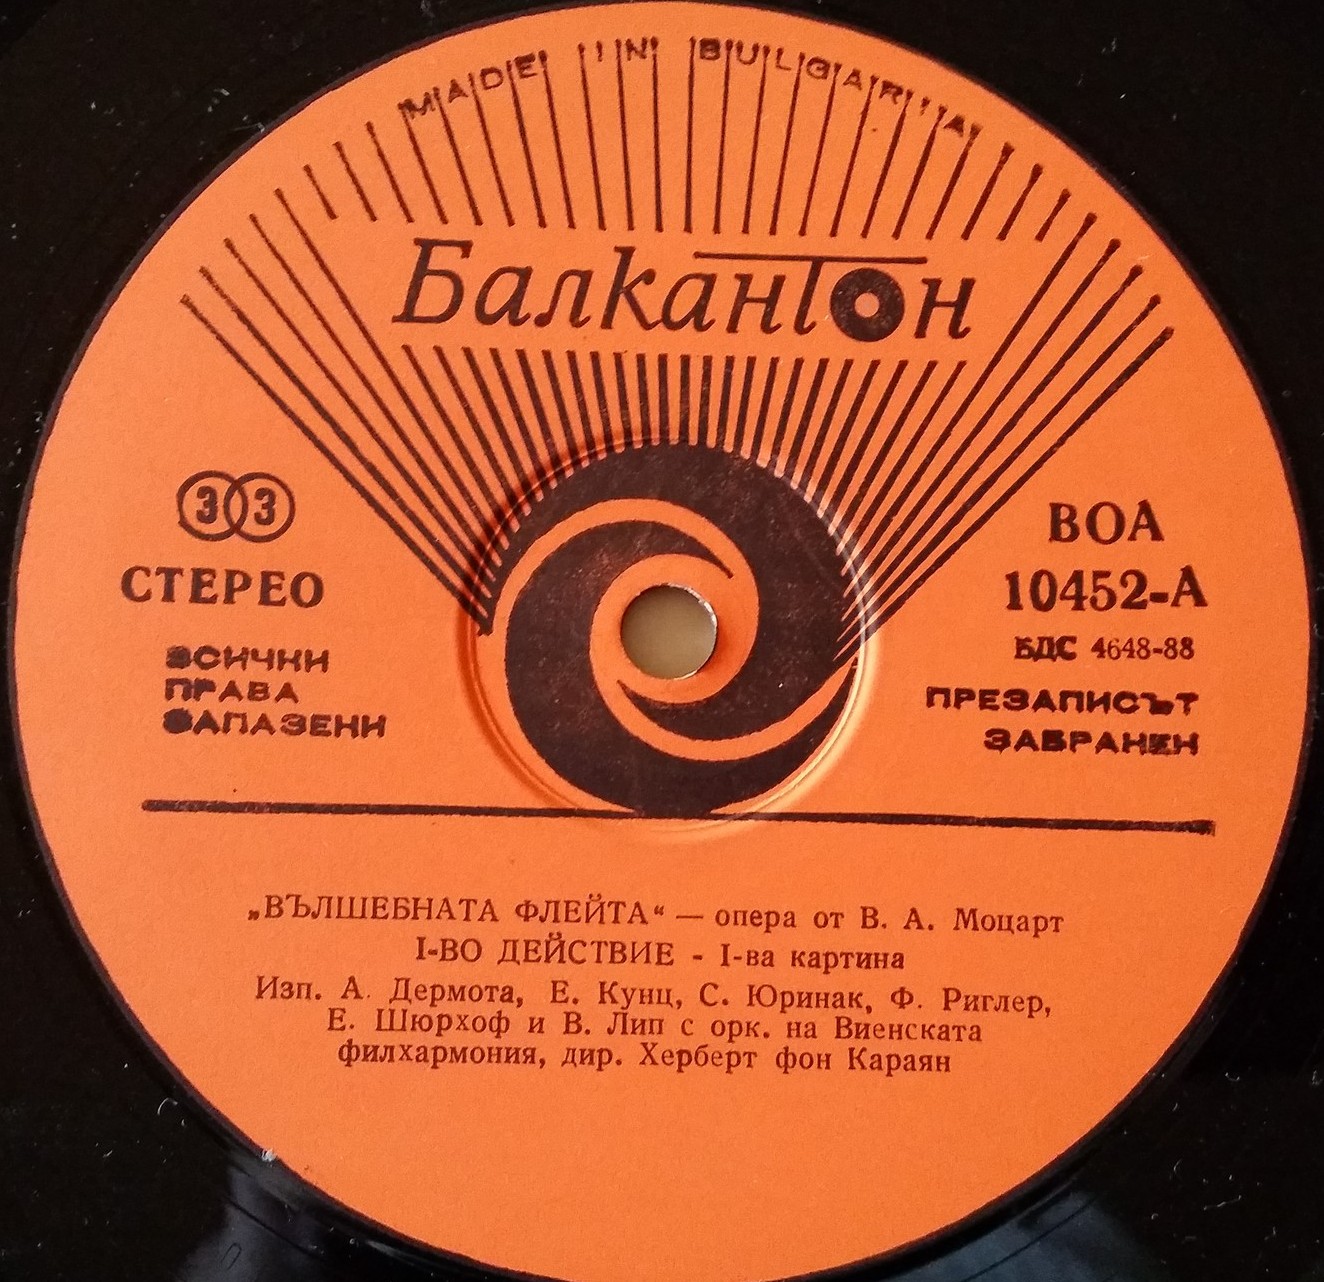 MADE IN BULGARIA
Балкантон
33
СТЕРЕО
ВСИЧКИ
ПРАВА
ЗАПАЗЕНИ
ВОА
10452-А
БДС 4648-88
ПРЕЗАПИСЪТ
ЗАБРАНЕН
„ВЪЛШЕБНАТА ФЛЕЙТА“ — опера от В. А. Моцарт
I-ВО ДЕЙСТВИЕ - I-ва картина
Изп. А. Дермота, Е. Кунц, С. Юринак, Ф. Риглер,
Е. Шюрхоф и В. Лип с орк. на Виенската
филхармония, дир. Херберт фон Караян